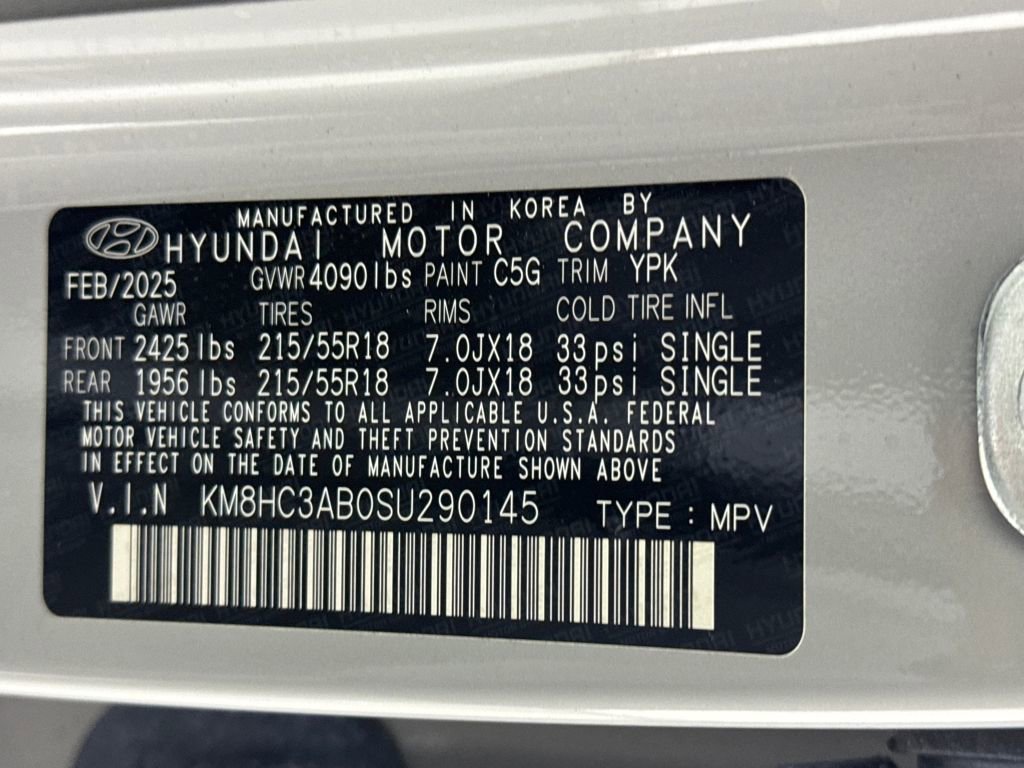 MANUFACTURED IN KOREA BY
HYUNDAI MOTOR COMPANY
FEB/2025 GVWR 4090 lbs PAINT C5G TRIM YPK
GAWR TIRES RIMS COLD TIRE INFL
FRONT 2425 lbs 215/55R18 7.0JX18 33psi SINGLE
REAR 1956 lbs 215/55R18 7.0JX18 33psi SINGLE
THIS VEHICLE CONFORMS TO ALL APPLICABLE U.S.A. FEDERAL
MOTOR VEHICLE SAFETY AND THEFT PREVENTION STANDARDS
IN EFFECT ON THE DATE OF MANUFACTURE SHOWN ABOVE
V.I.N KM8HC3AB0SU290145 TYPE : MPV